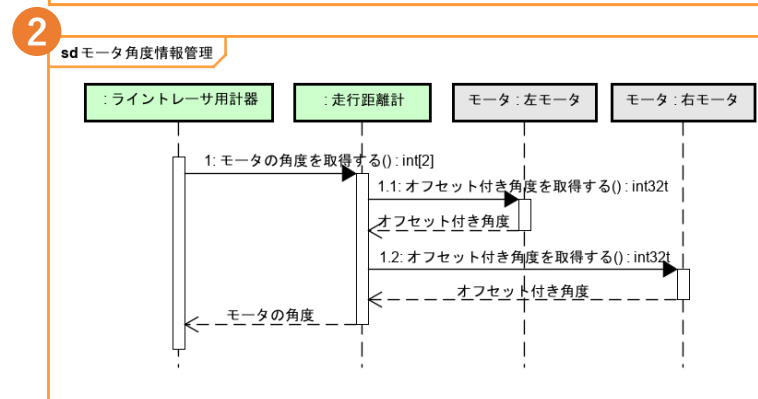 2
sd モータ角度情報管理
: ライントレーサ用計器
: 走行距離計
モータ : 左モータ
モータ : 右モータ
1: モータの角度を取得する() : int[2]
1.1: オフセット付き角度を取得する() : int32t
オフセット付き角度
1.2: オフセット付き角度を取得する() : int32t
オフセット付き角度
モータの角度